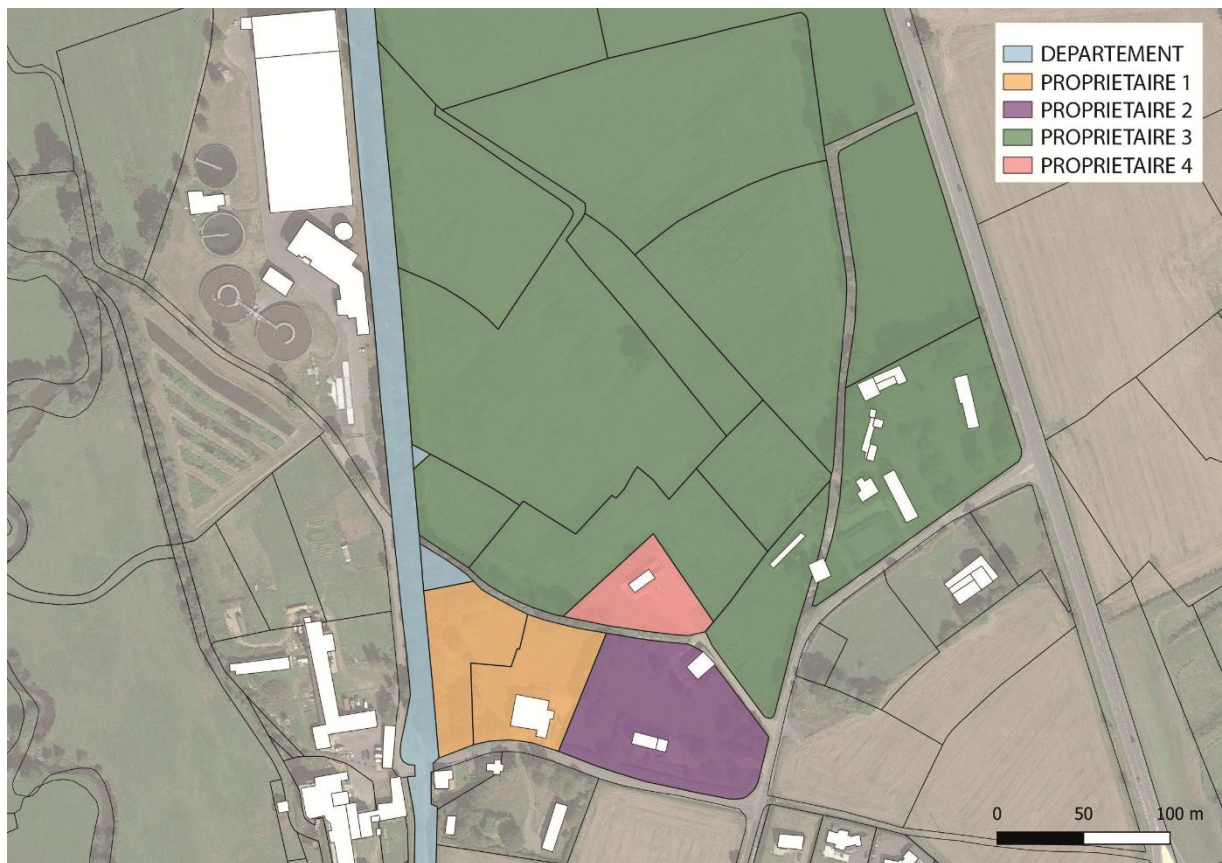 DEPARTEMENT
PROPRIETAIRE 1
PROPRIETAIRE 2
PROPRIETAIRE 3
PROPRIETAIRE 4
0 50 100 m